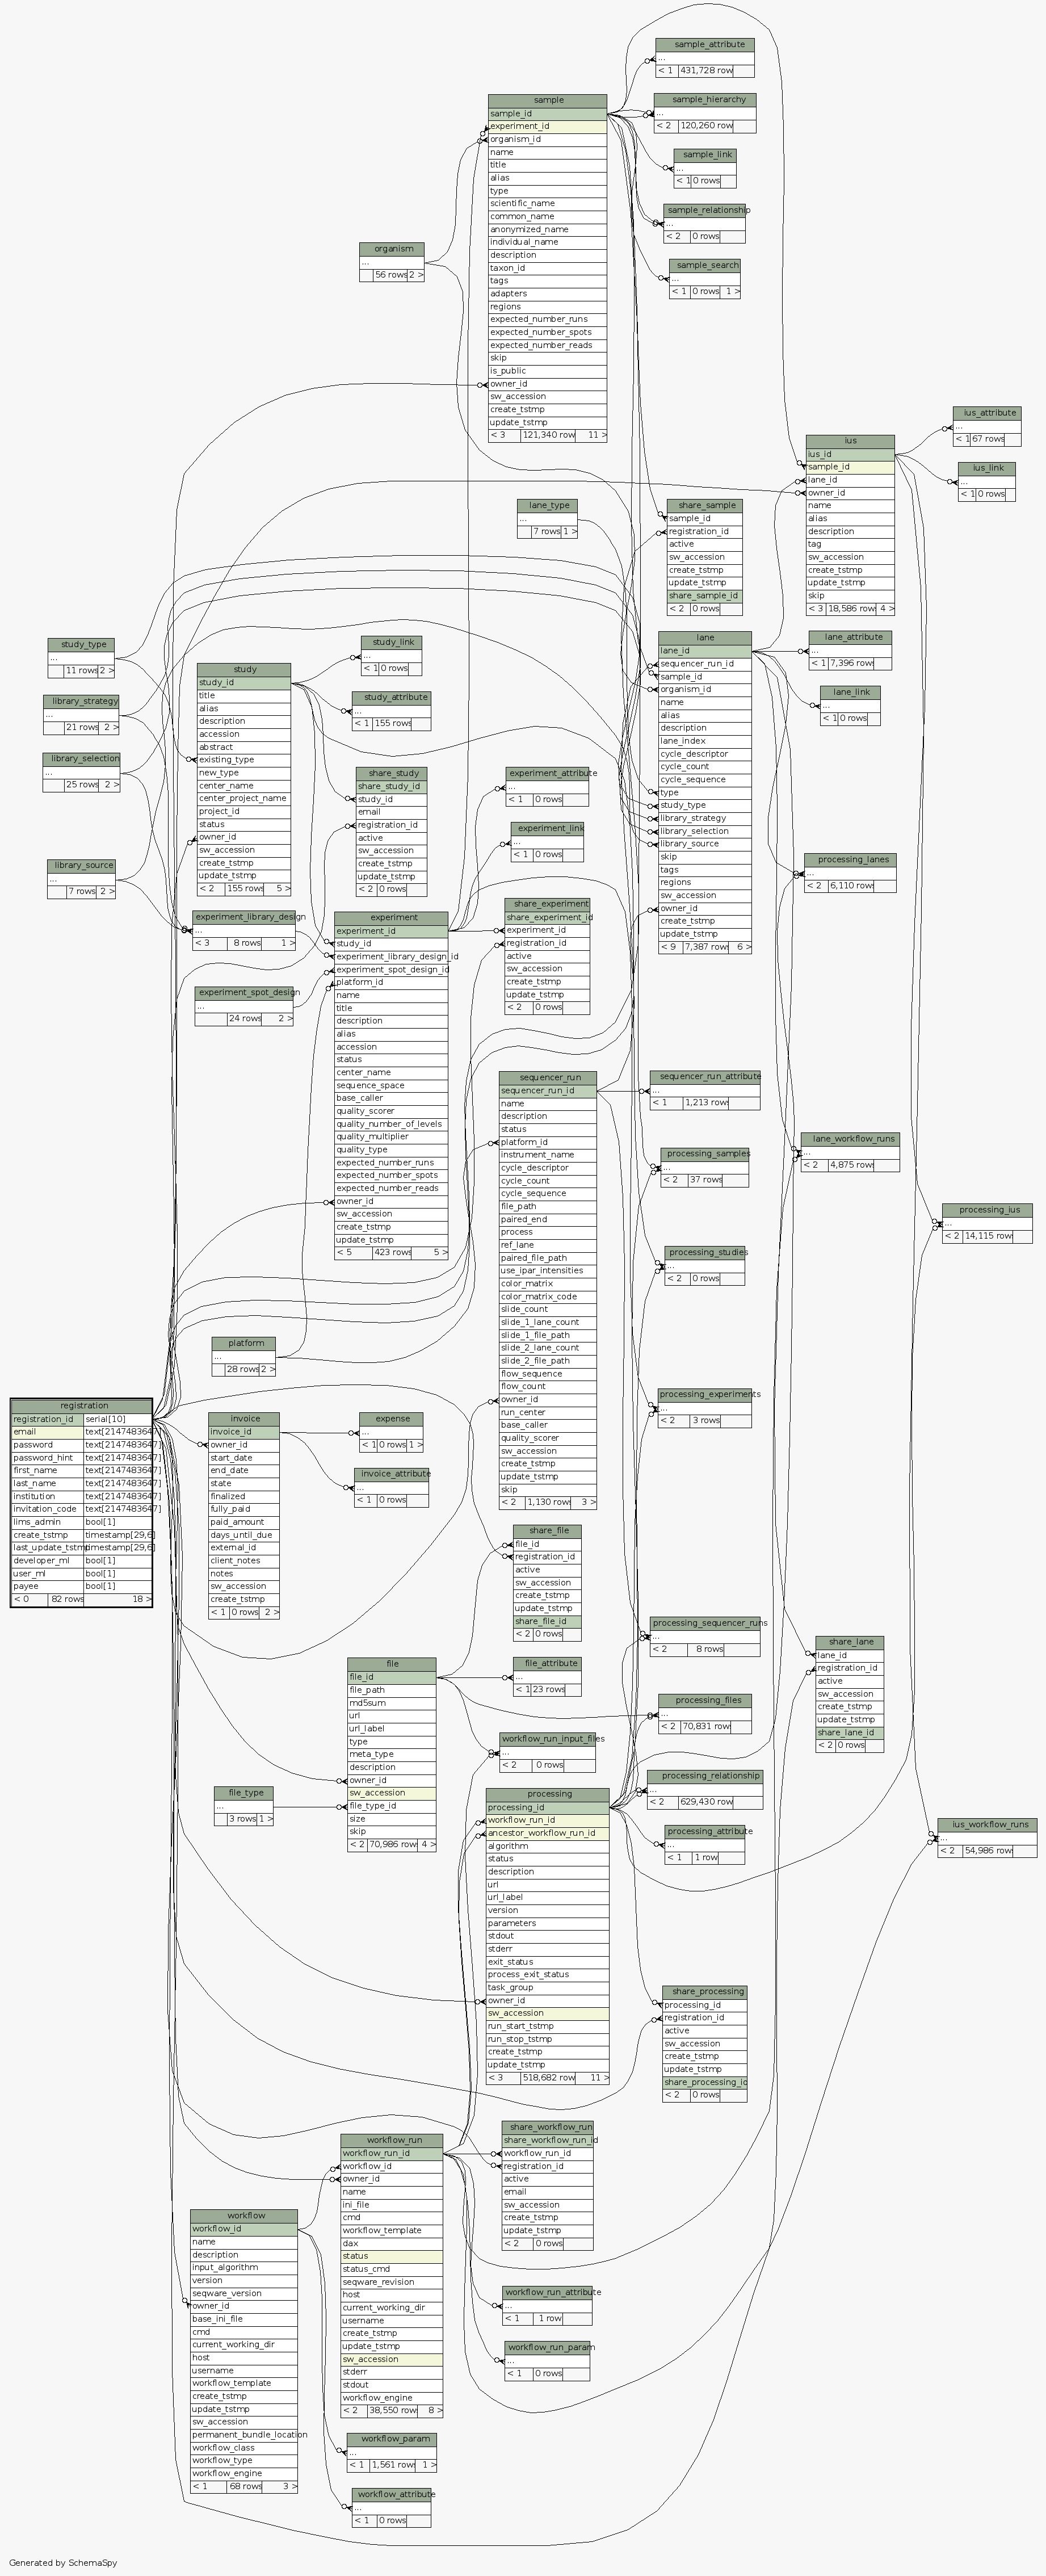 sample_attribute
...
< 1 431,728 row
sample_hierarchy
...
< 2 120,260 row
sample_link
...
< 1 0 rows
sample_relationship
...
< 2 0 rows
sample_search
...
< 1 0 rows 1 >
sample
sample_id
experiment_id
organism_id
name
title
alias
type
scientific_name
common_name
anonymized_name
individual_name
description
taxon_id
tags
adapters
regions
expected_number_runs
expected_number_spots
expected_number_reads
skip
is_public
owner_id
sw_accession
create_tstmp
update_tstmp
< 3 121,340 row 11 >
organism
...
56 rows 2 >
ius_attribute
...
< 1 67 rows
ius_link
...
< 1 0 rows
ius
ius_id
sample_id
lane_id
owner_id
name
alias
description
tag
sw_accession
create_tstmp
update_tstmp
skip
< 3 18,586 row 4 >
lane_type
...
7 rows 1 >
share_sample
sample_id
registration_id
active
sw_accession
create_tstmp
update_tstmp
share_sample_id
< 2 0 rows
lane
lane_id
sequencer_run_id
sample_id
organism_id
name
alias
description
lane_index
cycle_descriptor
cycle_count
cycle_sequence
type
study_type
library_strategy
library_selection
library_source
skip
tags
regions
sw_accession
owner_id
create_tstmp
update_tstmp
< 9 7,387 row 6 >
lane_attribute
...
< 1 7,396 row
lane_link
...
< 1 0 rows
study_type
...
11 rows 2 >
library_strategy
...
21 rows 2 >
library_selection
...
25 rows 2 >
library_source
...
7 rows 2 >
study
study_id
title
alias
description
accession
abstract
existing_type
new_type
center_name
center_project_name
project_id
status
owner_id
sw_accession
create_tstmp
update_tstmp
< 2 155 rows 5 >
study_link
...
< 1 0 rows
study_attribute
...
< 1 155 rows
share_study
share_study_id
study_id
email
registration_id
active
sw_accession
create_tstmp
update_tstmp
< 2 0 rows
experiment_attribute
...
< 1 0 rows
experiment_link
...
< 1 0 rows
share_experiment
share_experiment_id
experiment_id
registration_id
active
sw_accession
create_tstmp
update_tstmp
< 2 0 rows
processing_lanes
...
< 2 6,110 rows
experiment_library_design
...
< 3 8 rows 1 >
experiment_spot_design
...
24 rows 2 >
experiment
experiment_id
study_id
experiment_library_design_id
experiment_spot_design_id
platform_id
name
title
description
alias
accession
status
center_name
sequence_space
base_caller
quality_scorer
quality_number_of_levels
quality_multiplier
quality_type
expected_number_runs
expected_number_spots
expected_number_reads
owner_id
sw_accession
create_tstmp
update_tstmp
< 5 423 rows 5 >
sequencer_run
sequencer_run_id
name
description
status
platform_id
instrument_name
cycle_descriptor
cycle_count
cycle_sequence
file_path
paired_end
process
ref_lane
paired_file_path
use_ipar_intensities
color_matrix
color_matrix_code
slide_count
slide_1_lane_count
slide_1_file_path
slide_2_lane_count
slide_2_file_path
flow_sequence
flow_count
owner_id
run_center
base_caller
quality_scorer
sw_accession
create_tstmp
update_tstmp
skip
< 2 1,130 rows 3 >
sequencer_run_attribute
...
< 1 1,213 rows
processing_samples
...
< 2 37 rows
lane_workflow_runs
...
< 2 4,875 rows
processing_ius
...
< 2 14,115 row
processing_studies
...
< 2 0 rows
processing_experiments
...
< 2 3 rows
platform
...
28 rows 2 >
registration
registration_id serial[10]
email text[2147483647]
password text[2147483647]
password_hint text[2147483647]
first_name text[2147483647]
last_name text[2147483647]
institution text[2147483647]
invitation_code text[2147483647]
lims_admin bool[1]
create_tstmp timestamp[29,6]
last_update_tstmp timestamp[29,6]
developer_ml bool[1]
user_ml bool[1]
payee bool[1]
< 0 82 rows 18 >
invoice
invoice_id
owner_id
start_date
end_date
state
finalized
fully_paid
paid_amount
days_until_due
external_id
client_notes
notes
sw_accession
create_tstmp
< 1 0 rows 2 >
expense
...
< 1 0 rows 1 >
invoice_attribute
...
< 1 0 rows
share_file
file_id
registration_id
active
sw_accession
create_tstmp
update_tstmp
share_file_id
< 2 0 rows
processing_sequencer_runs
...
< 2 8 rows
share_lane
lane_id
registration_id
active
sw_accession
create_tstmp
update_tstmp
share_lane_id
< 2 0 rows
file
file_id
file_path
md5sum
url
url_label
type
meta_type
description
owner_id
sw_accession
file_type_id
size
skip
< 2 70,986 row 4 >
file_attribute
...
< 1 23 rows
processing_files
...
< 2 70,831 row
workflow_run_input_files
...
< 2 0 rows
file_type
...
3 rows 1 >
processing
processing_id
workflow_run_id
ancestor_workflow_run_id
algorithm
status
description
url
url_label
version
parameters
stdout
stderr
exit_status
process_exit_status
task_group
owner_id
sw_accession
run_start_tstmp
run_stop_tstmp
create_tstmp
update_tstmp
< 3 518,682 row 11 >
processing_relationship
...
< 2 629,430 row
processing_attribute
...
< 1 1 row
ius_workflow_runs
...
< 2 54,986 row
share_processing
processing_id
registration_id
active
sw_accession
create_tstmp
update_tstmp
share_processing_id
< 2 0 rows
share_workflow_run
share_workflow_run_id
workflow_run_id
registration_id
active
email
sw_accession
create_tstmp
update_tstmp
< 2 0 rows
workflow_run
workflow_run_id
workflow_id
owner_id
name
ini_file
cmd
workflow_template
dax
status
status_cmd
seqware_revision
host
current_working_dir
username
create_tstmp
update_tstmp
sw_accession
stderr
stdout
workflow_engine
< 2 38,550 row 8 >
workflow
workflow_id
name
description
input_algorithm
version
seqware_version
owner_id
base_ini_file
cmd
current_working_dir
host
username
workflow_template
create_tstmp
update_tstmp
sw_accession
permanent_bundle_location
workflow_class
workflow_type
workflow_engine
< 1 68 rows 3 >
workflow_run_attribute
...
< 1 1 row
workflow_run_param
...
< 1 0 rows
workflow_param
...
< 1 1,561 rows 1 >
workflow_attribute
...
< 1 0 rows
Generated by SchemaSpy